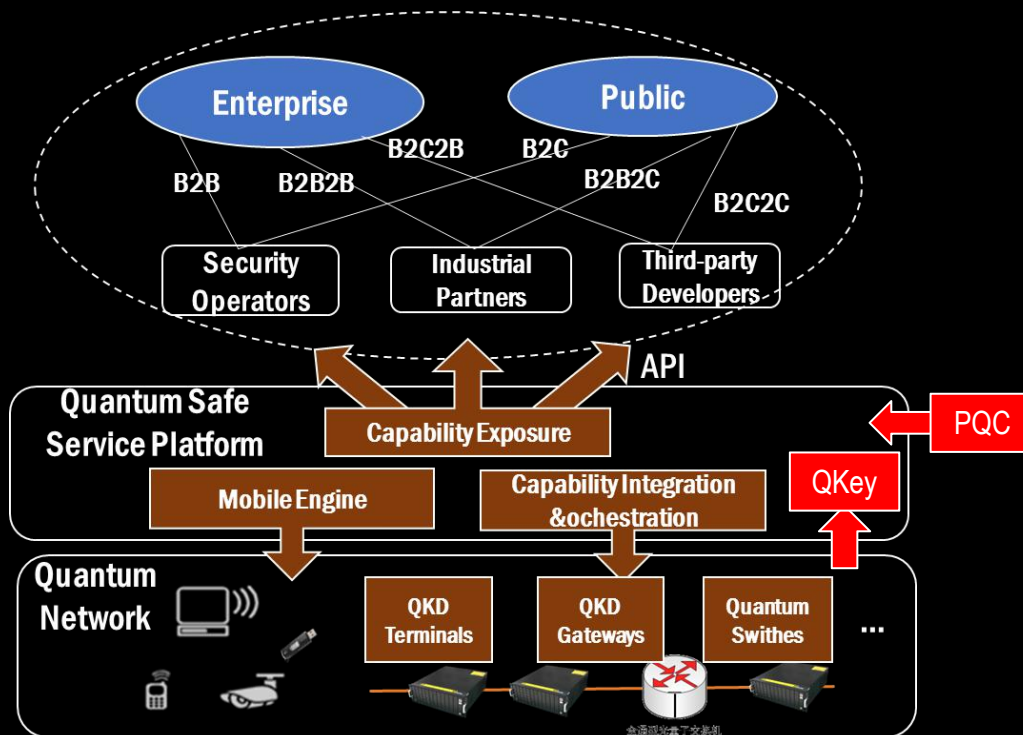 Enterprise
Public
B2B
B2B2B
B2C2B
B2C
B2B2C
B2C2C
Security
Operators
Industrial
Partners
Third-party
Developers
API
Quantum Safe
Service Platform
Capability Exposure
PQC
Mobile Engine
Capability Integration
&ochestration
QKey
Quantum
Network
QKD
Terminals
QKD
Gateways
Quantum
Swithes
...